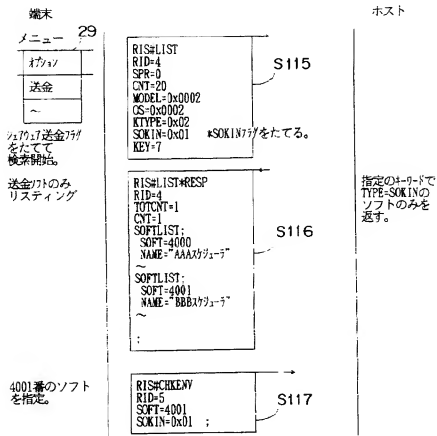 端末
ホスト
メニュー
29
オプション
送金
~
シェアウェア送金フラグ
をたてて
検索開始。
RIS#LIST
RID=4
SPR=0
CNT=20
MODEL=0x0002
OS=0x0002
KTYPE=0x02
SOKIN=0x01 *SOKINフラグをたてる。
KEY=7
S115
送金ソフトのみ
リスティング
RIS#LIST*RESP
RID=4
TOTCNT=1
CNT=1
SOFTLIST;
SOFT=4000
NAME="AAAスケジューラ"
~
SOFTLIST;
SOFT=4001
NAME="BBBスケジューラ"
~
;
S116
指定のキーワードで
TYPE=SOKINの
ソフトのみを
返す。
4001番のソフト
を指定。
RIS#CHKENV
RID=5
SOFT=4001
SOKIN=0x01 ;
S117